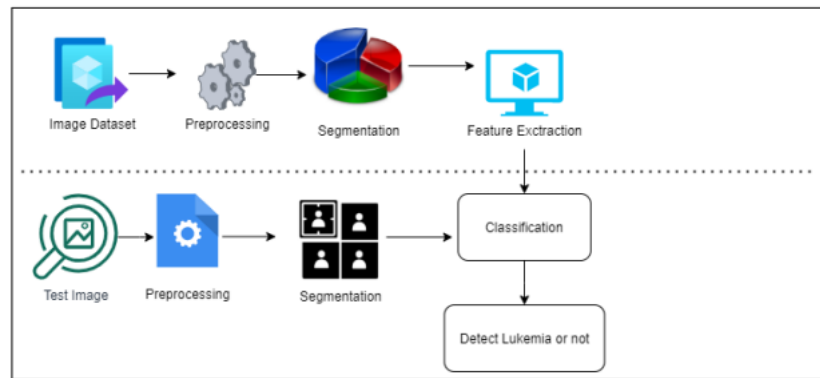 Image Dataset
Preprocessing
Segmentation
Feature Exctraction
Test Image
Preprocessing
Segmentation
Classification
Detect Lukemia or not